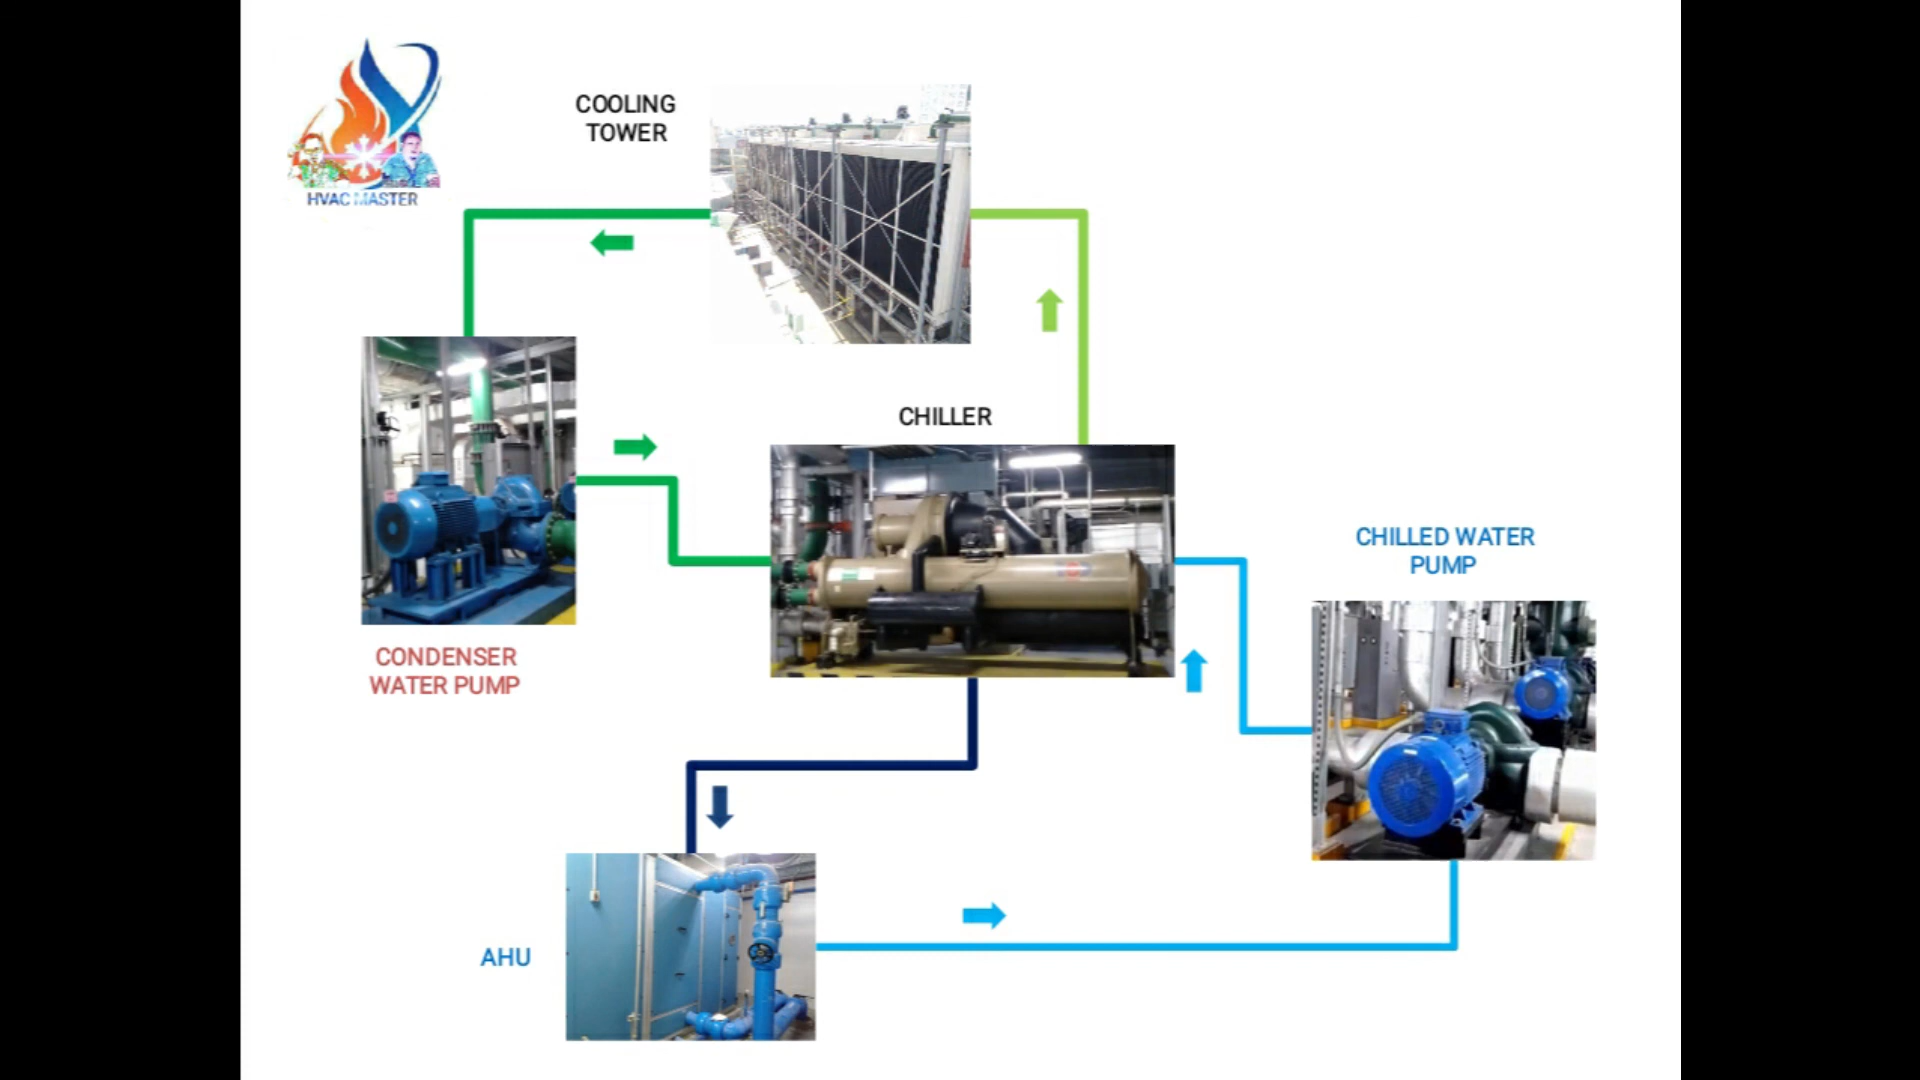 HVAC MASTER
COOLING
TOWER
CHILLER
CHILLED WATER
PUMP
CONDENSER
WATER PUMP
AHU